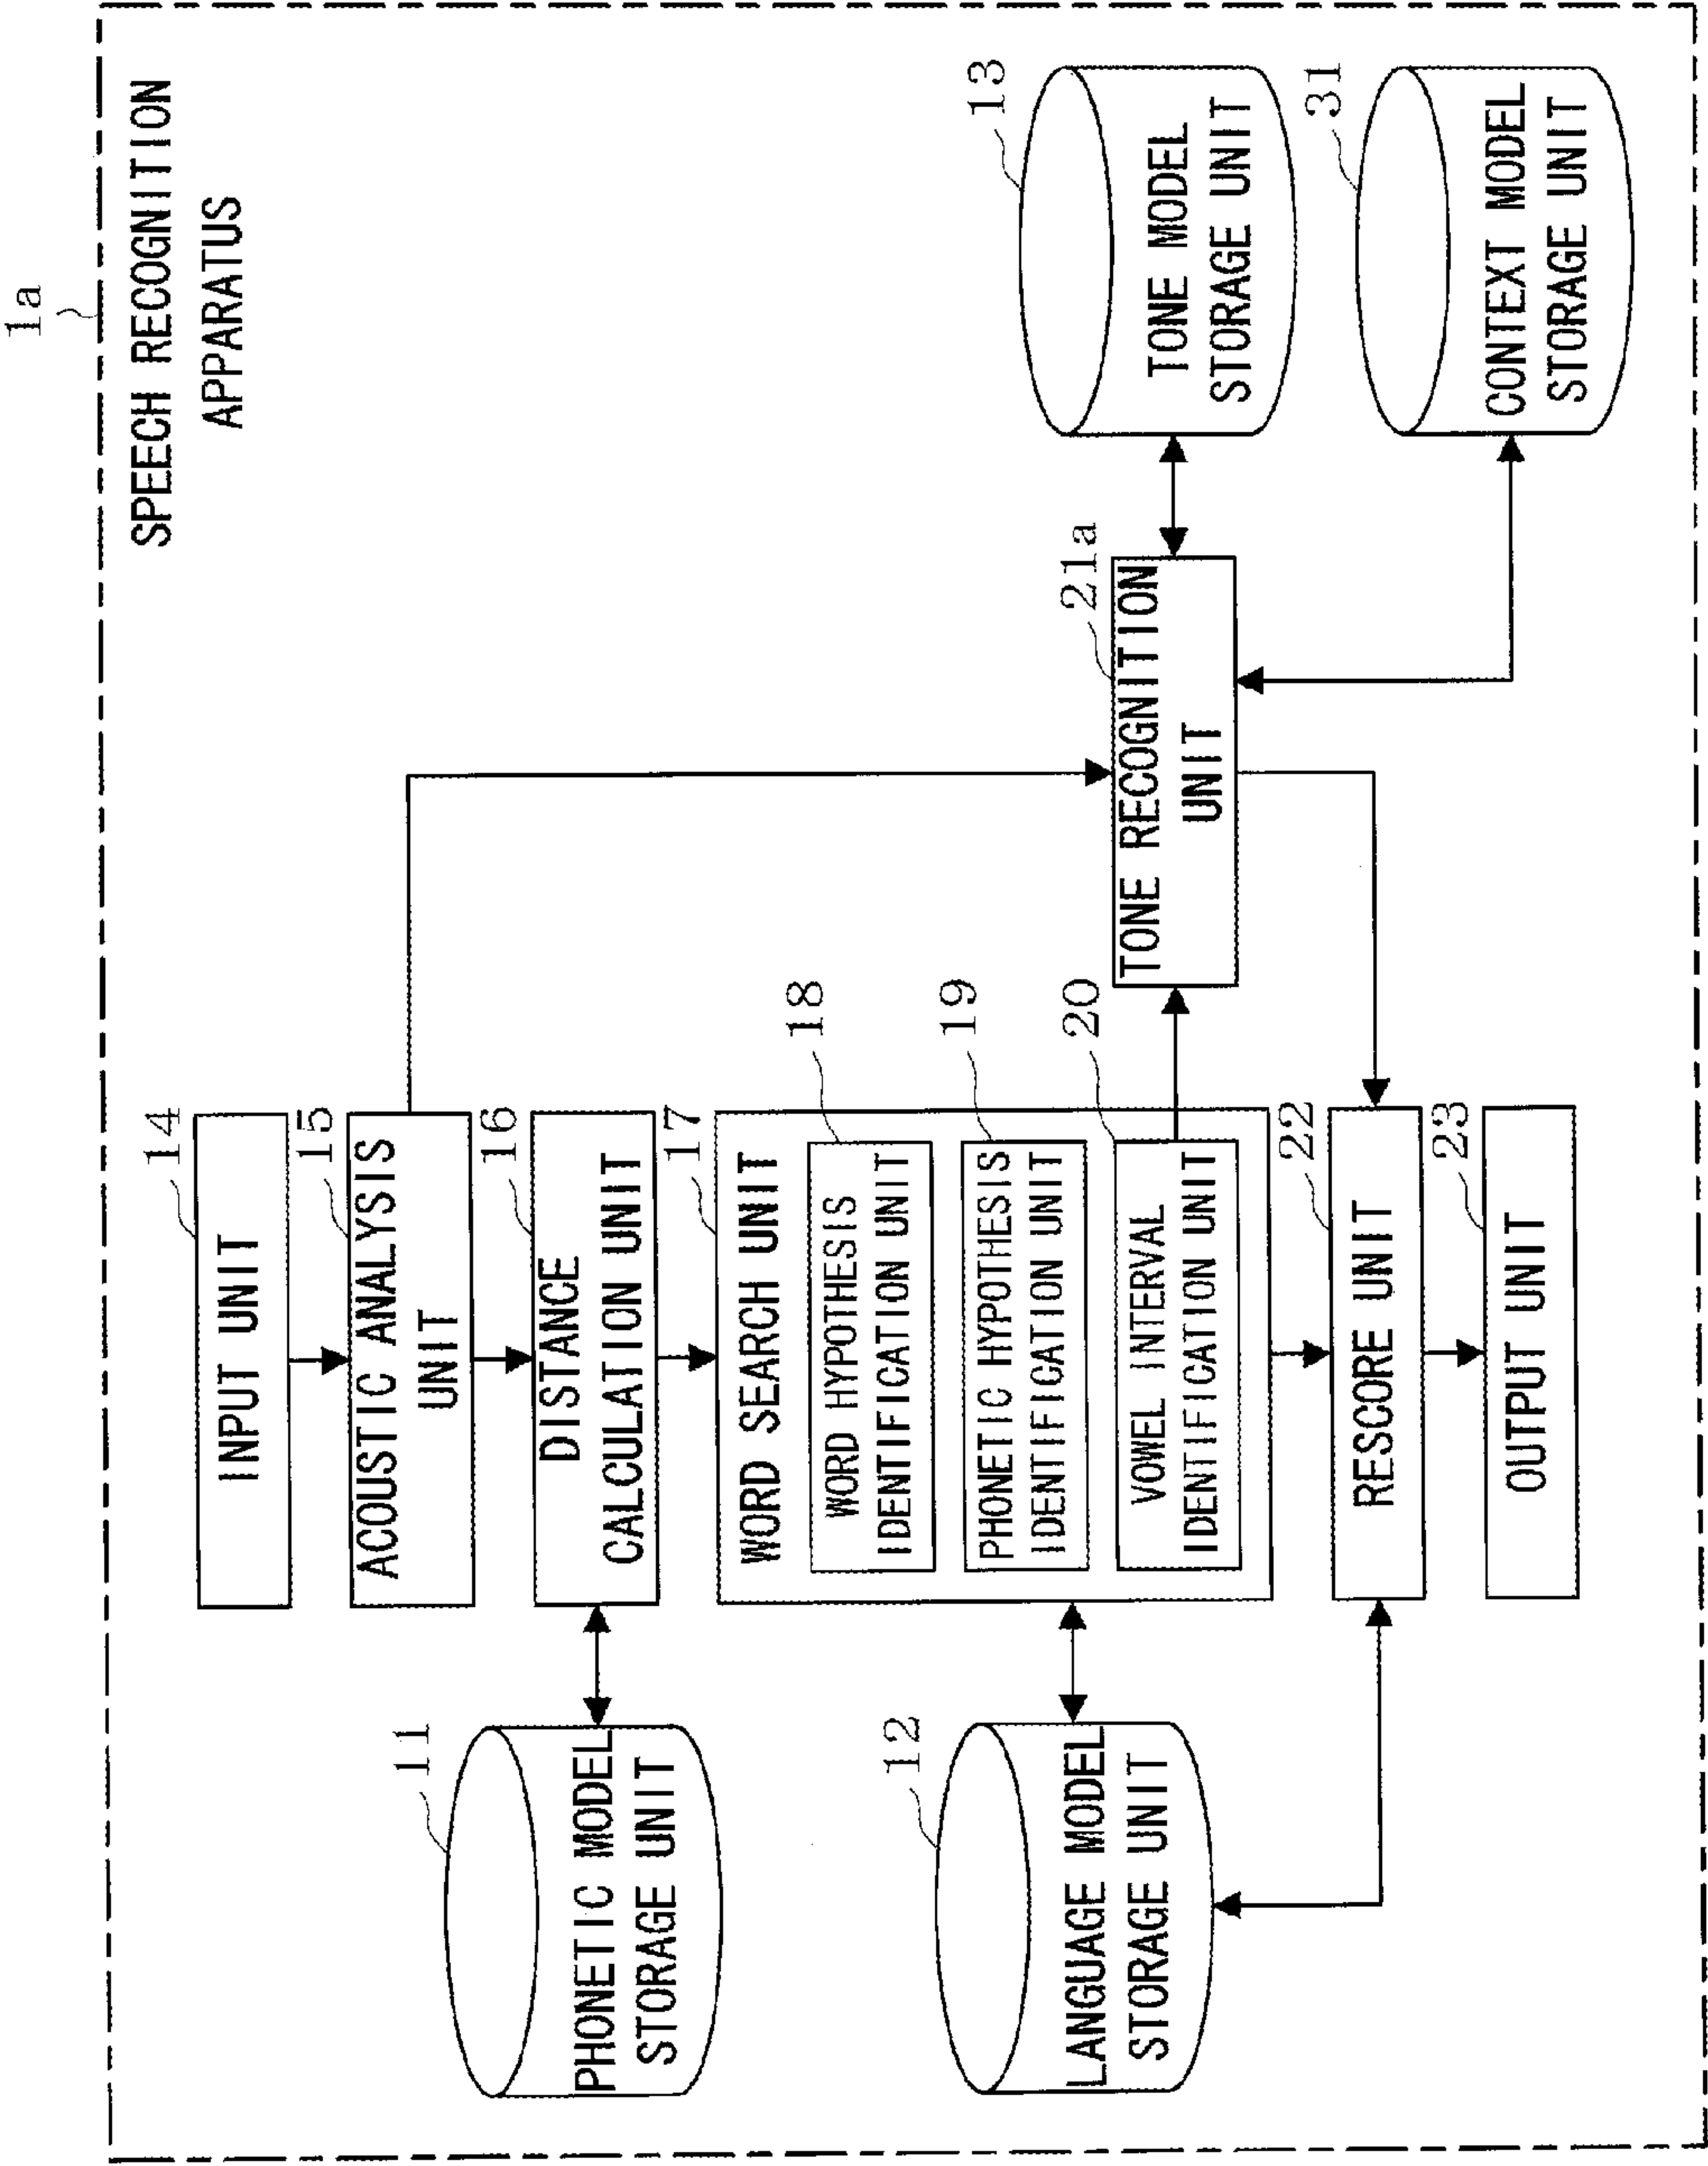 1a
SPEECH RECOGNITION
APPARATUS
14
INPUT UNIT
15
ACOUSTIC ANALYSIS
UNIT
11
PHONETIC MODEL
STORAGE UNIT
16
DISTANCE
CALCULATION UNIT
17
WORD SEARCH UNIT
18
WORD HYPOTHESIS
IDENTIFICATION UNIT
19
PHONETIC HYPOTHESIS
IDENTIFICATION UNIT
20
VOWEL INTERVAL
IDENTIFICATION UNIT
12
LANGUAGE MODEL
STORAGE UNIT
21a
TONE RECOGNITION
UNIT
13
TONE MODEL
STORAGE UNIT
22
RESCORE UNIT
31
CONTEXT MODEL
STORAGE UNIT
23
OUTPUT UNIT